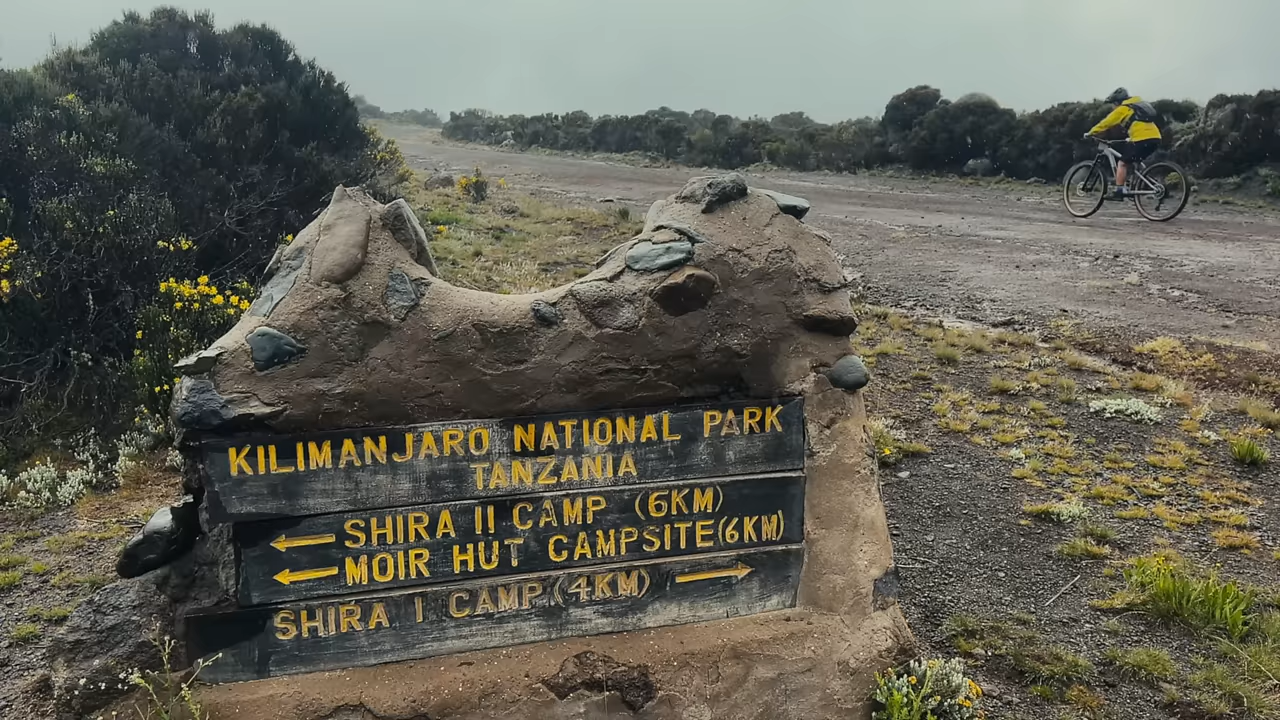 KILIMANJARO NATIONAL PARK
TANZANIA
SHIRA II CAMP (6KM)
MOIR HUT CAMPSITE (6KM)
SHIRA I CAMP (4KM)